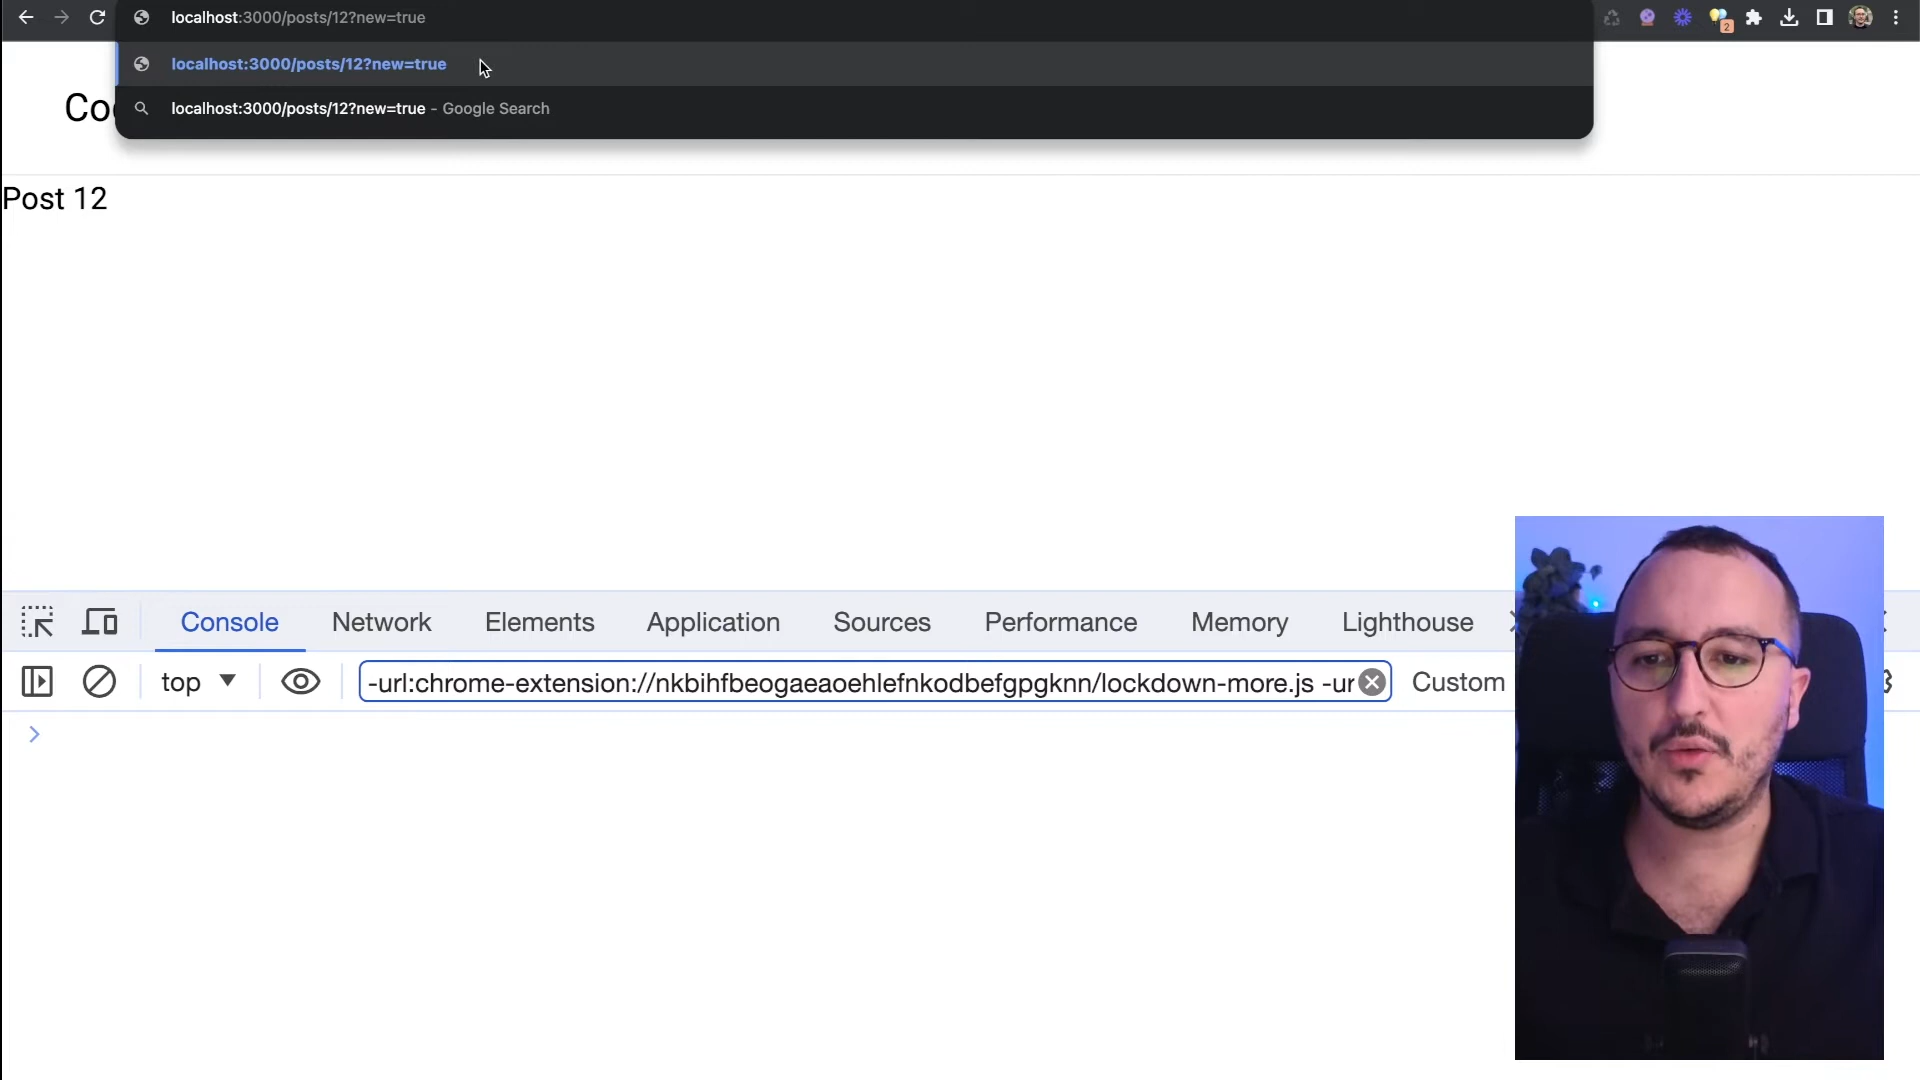 localhost:3000/posts/12?new=true
localhost:3000/posts/12?new=true
localhost:3000/posts/12?new=true - Google Search
2
Co
Post 12
Console Network Elements Application Sources Performance Memory Lighthouse
top -url:chrome-extension://nkbihfbeogaeaoehlefnkodbefgpgknn/lockdown-more.js -ur Custom